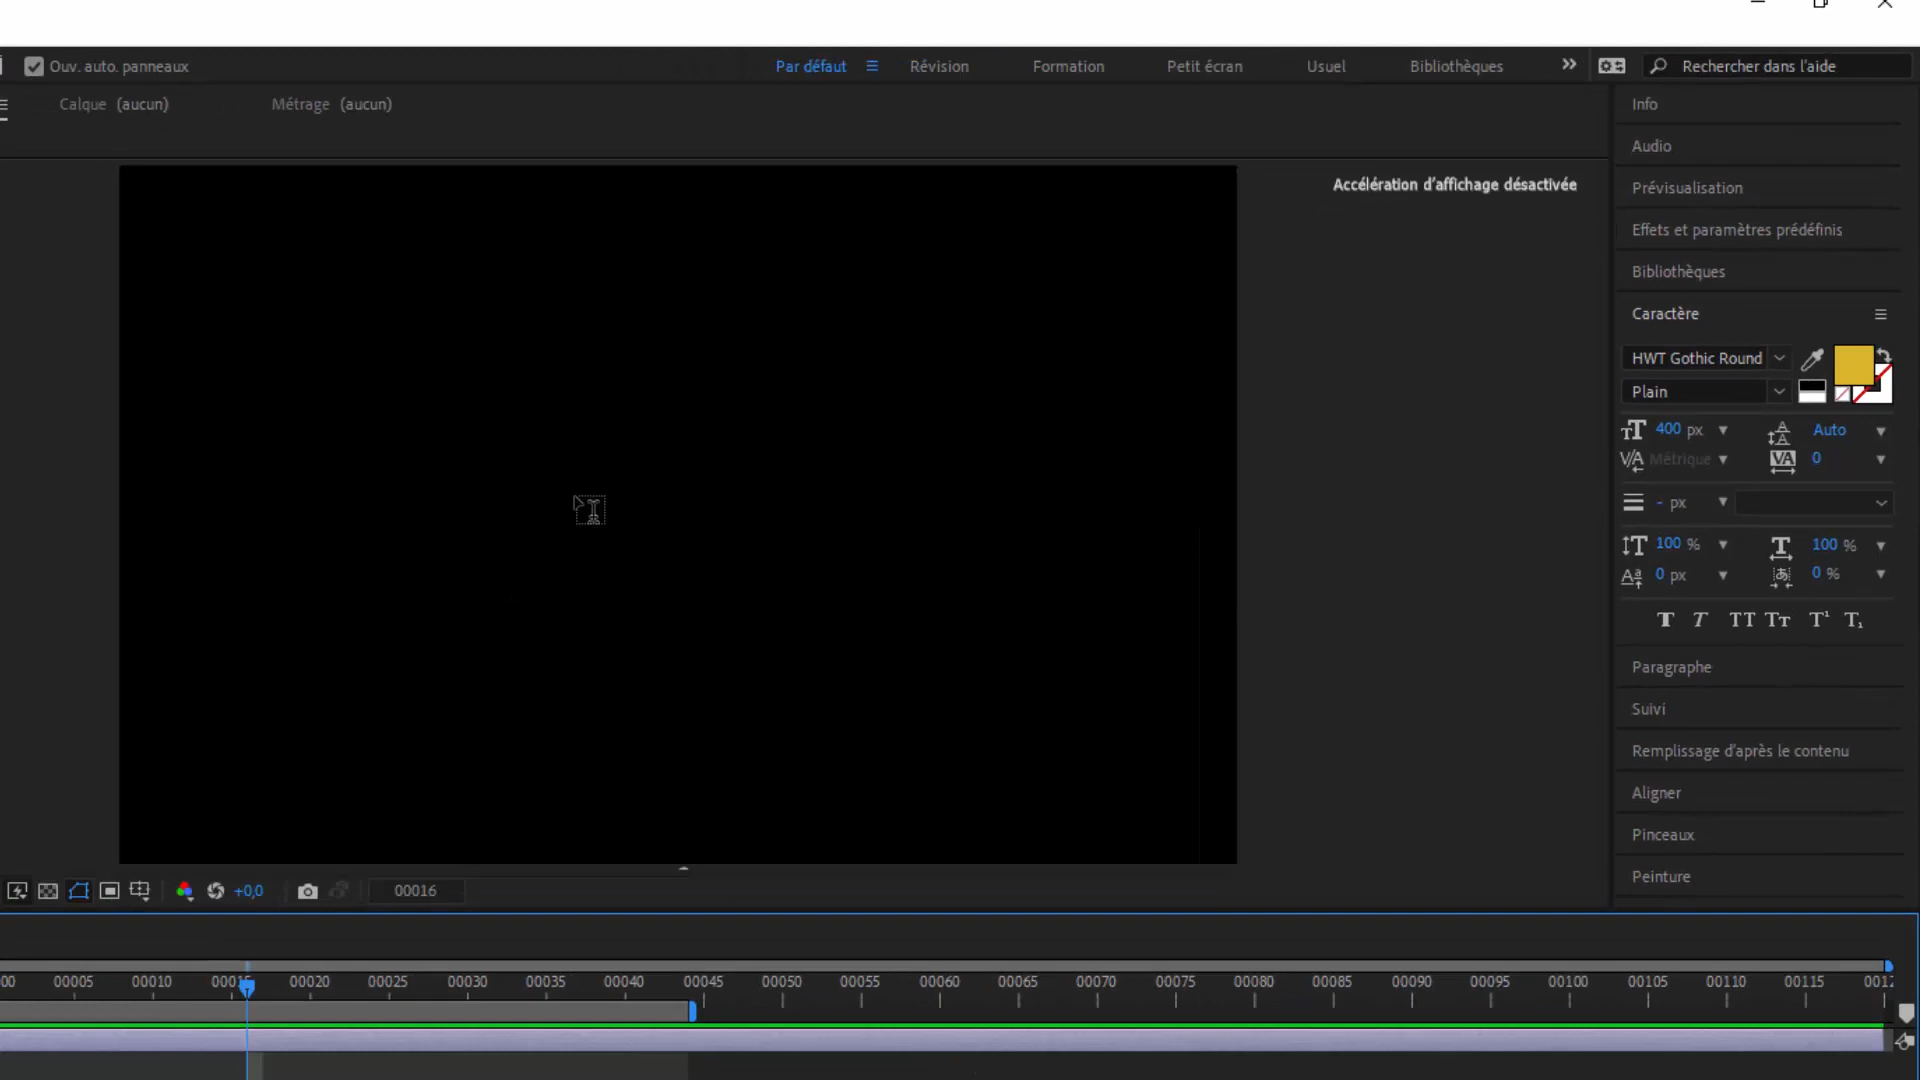 Ouv. auto. panneaux
Par défaut
Révision
Formation
Petit écran
Usuel
Bibliothèques
Rechercher dans l'aide
Calque (aucun)
Métrage (aucun)
Accélération d'affichage désactivée
Info
Audio
Prévisualisation
Effets et paramètres prédéfinis
Bibliothèques
Caractère
HWT Gothic Round
Plain
400 px
Auto
Métrique
0
- px
100 %
100 %
0 px
0 %
Paragraphe
Suivi
Remplissage d'après le contenu
Aligner
Pinceaux
Peinture
+0,0
00016
00005 00010 00020 00025 00030 00035 00040 00045 00050 00055 00060 00065 00070 00075 00080 00085 00090 00095 00100 00105 00110 00115